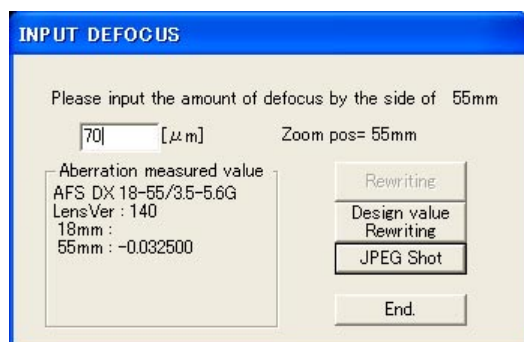 INPUT DEFOCUS
Please input the amount of defocus by the side of 55mm
70 [μm] Zoom pos= 55mm
Aberration measured value
AFS DX 18-55/3.5-5.6G
LensVer : 140
18mm :
55mm : -0.032500
Rewriting
Design value
Rewriting
JPEG Shot
End.